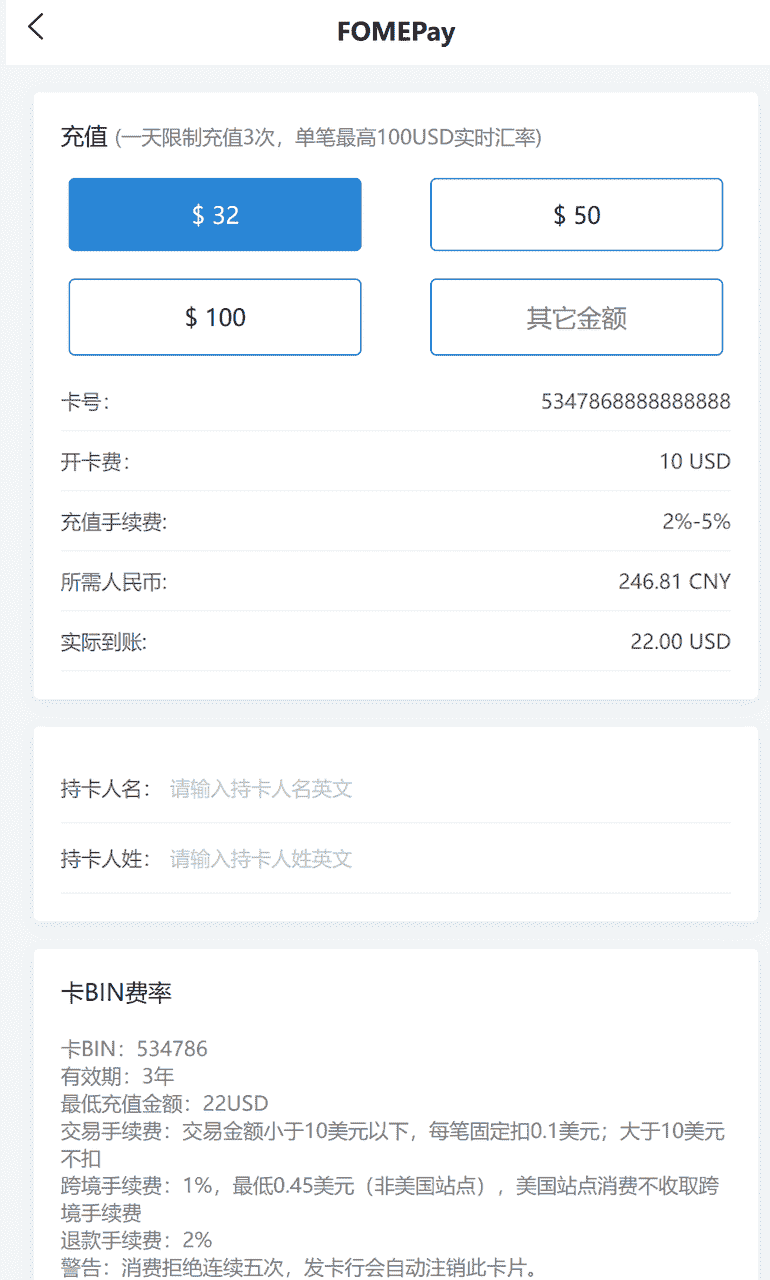 FOMEPay
充值 (一天限制充值3次，单笔最高100USD实时汇率)
$ 32
$ 50
$ 100
其它金额
卡号： 5347868888888888
开卡费： 10 USD
充值手续费: 2%-5%
所需人民币: 246.81 CNY
实际到账: 22.00 USD
持卡人名： 请输入持卡人名英文
持卡人姓： 请输入持卡人姓英文
卡BIN费率
卡BIN：534786
有效期：3年
最低充值金额：22USD
交易手续费：交易金额小于10美元以下，每笔固定扣0.1美元；大于10美元
不扣
跨境手续费：1%，最低0.45美元（非美国站点），美国站点消费不收取跨
境手续费
退款手续费：2%
警告：消费拒绝连续五次，发卡行会自动注销此卡片。